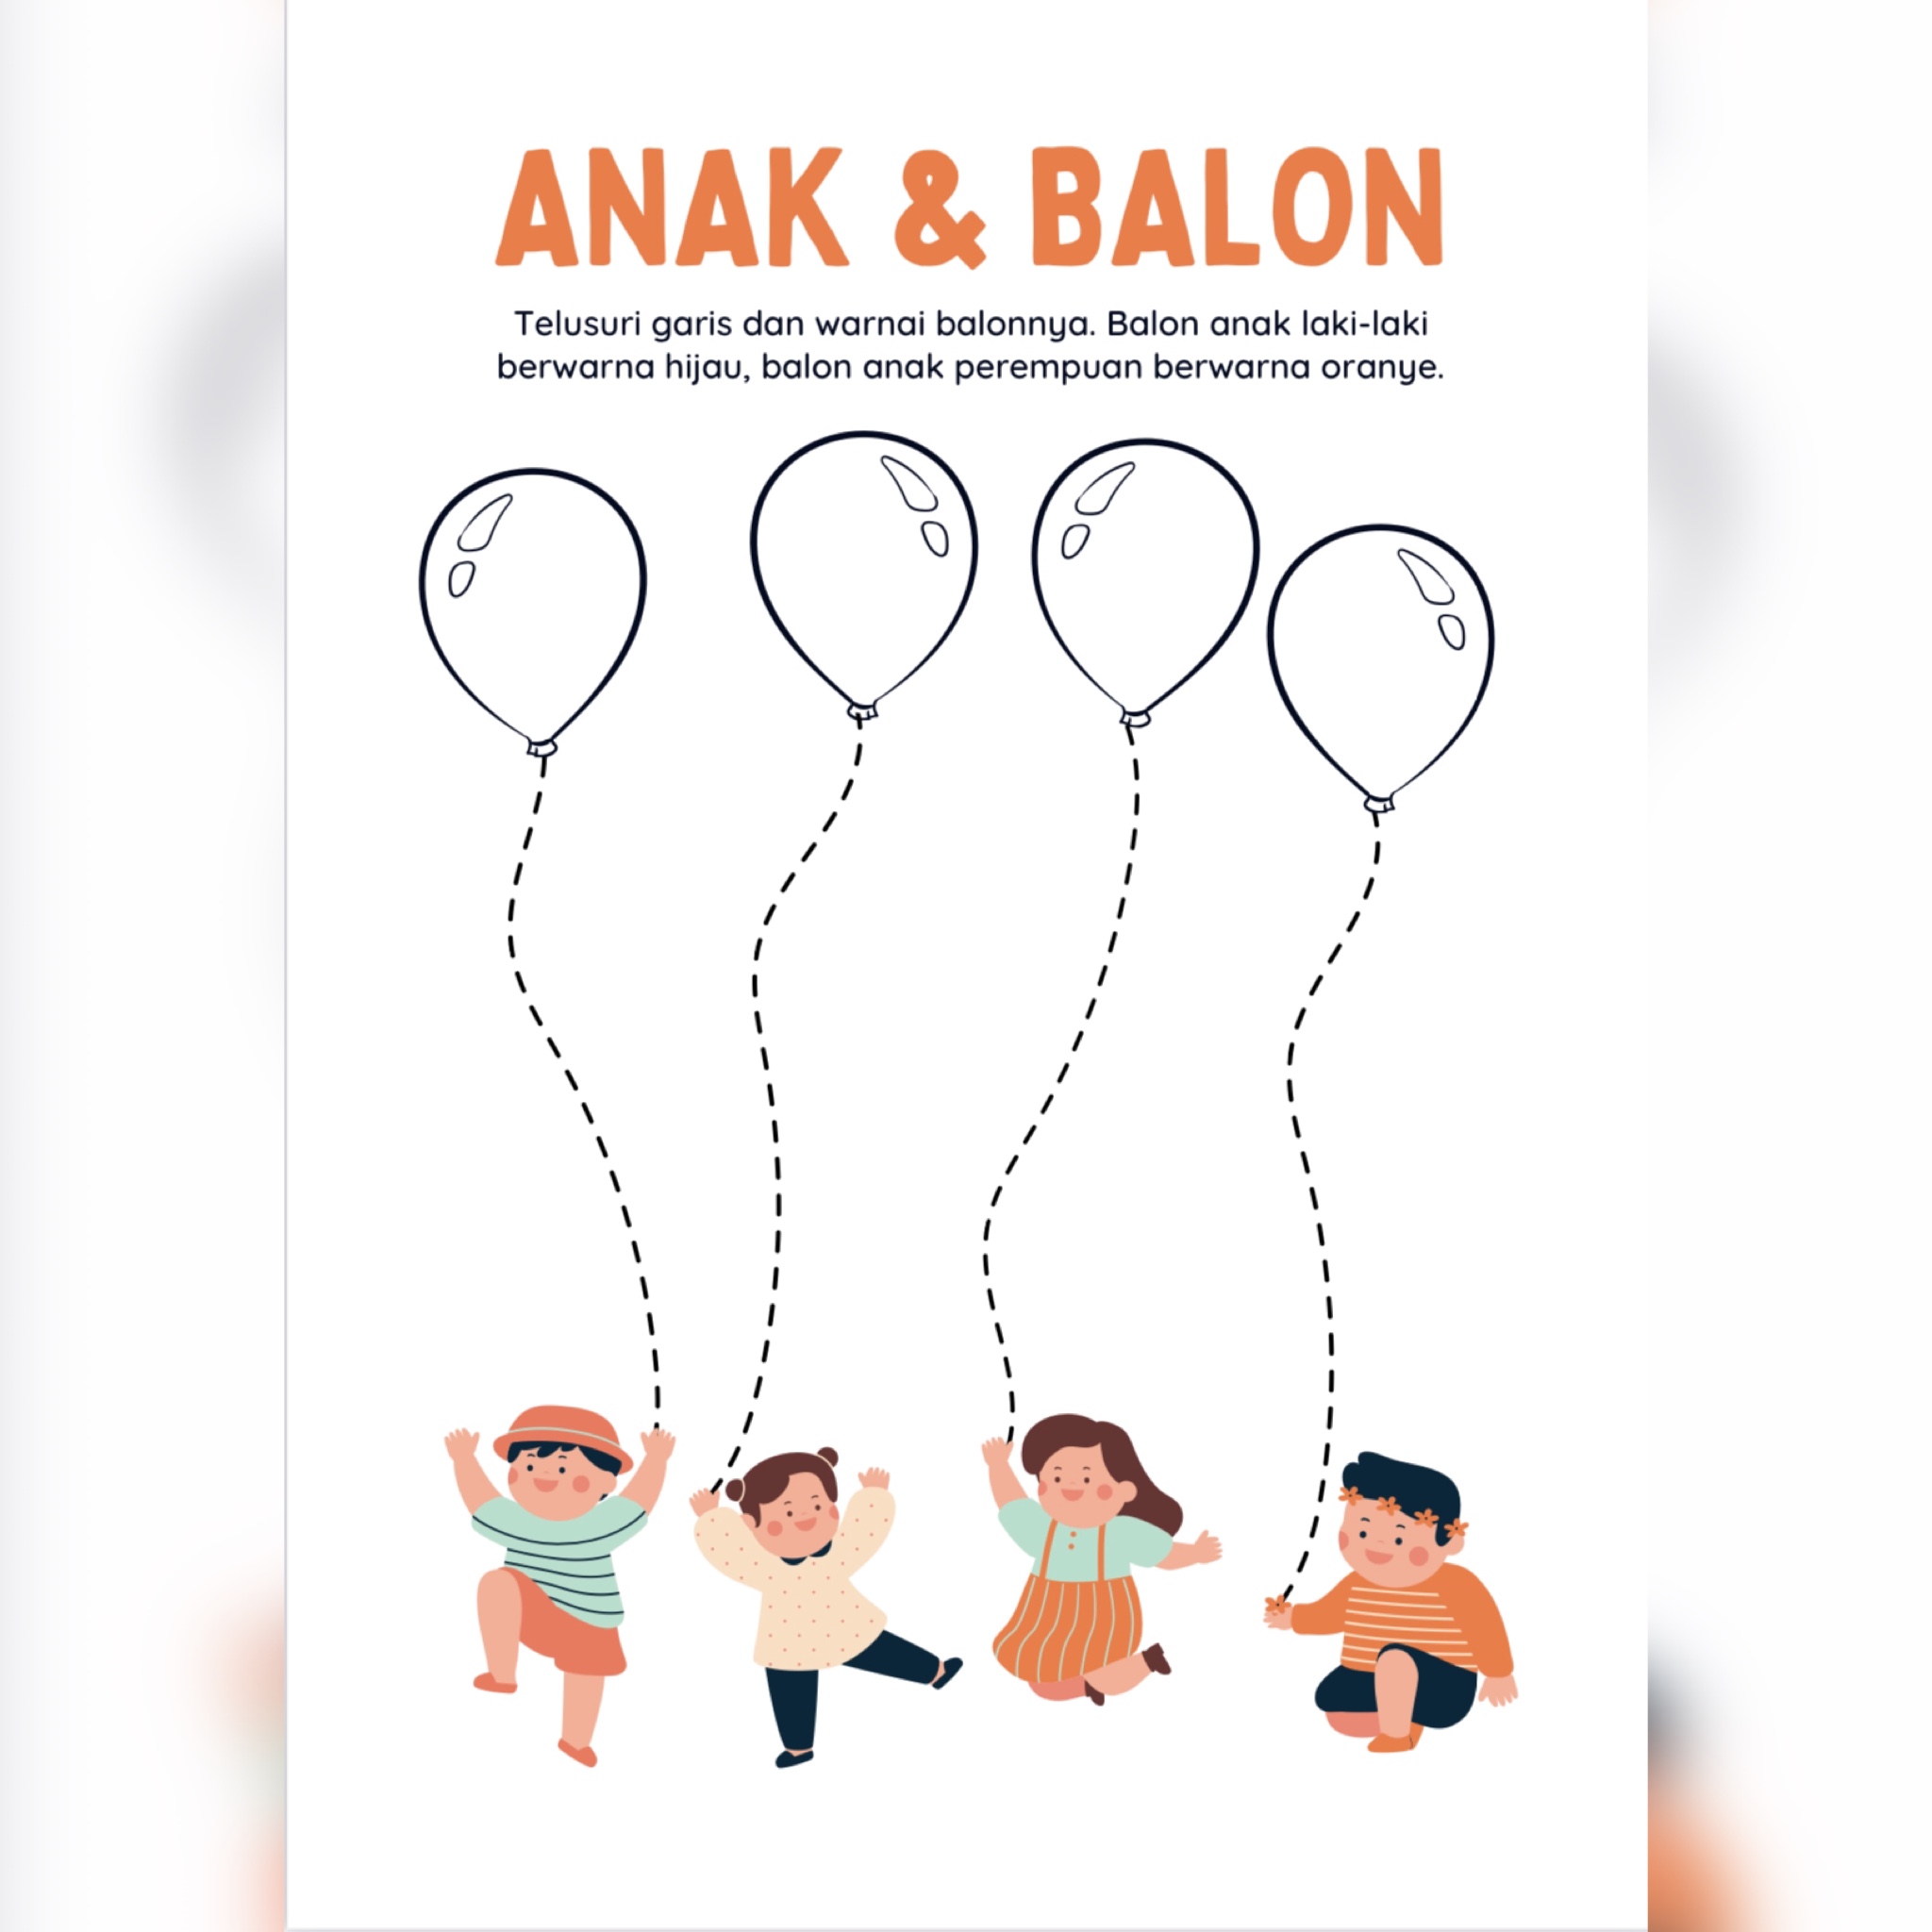 ANAK & BALON
Telusuri garis dan warnai balonnya. Balon anak laki-laki
berwarna hijau, balon anak perempuan berwarna oranye.